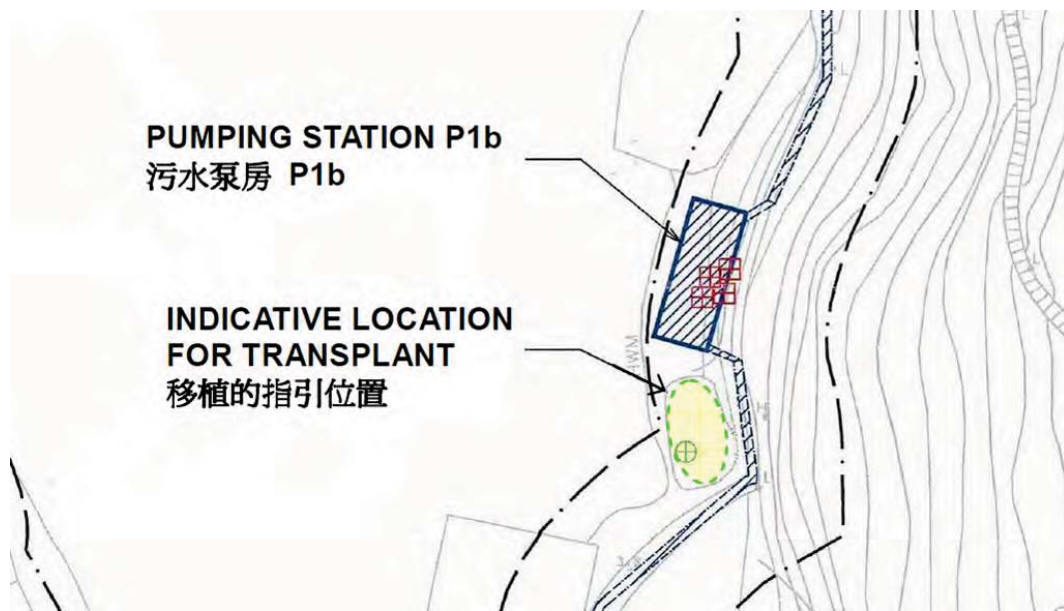 PUMPING STATION P1b
污水泵房 P1b
INDICATIVE LOCATION
FOR TRANSPLANT
移植的指引位置